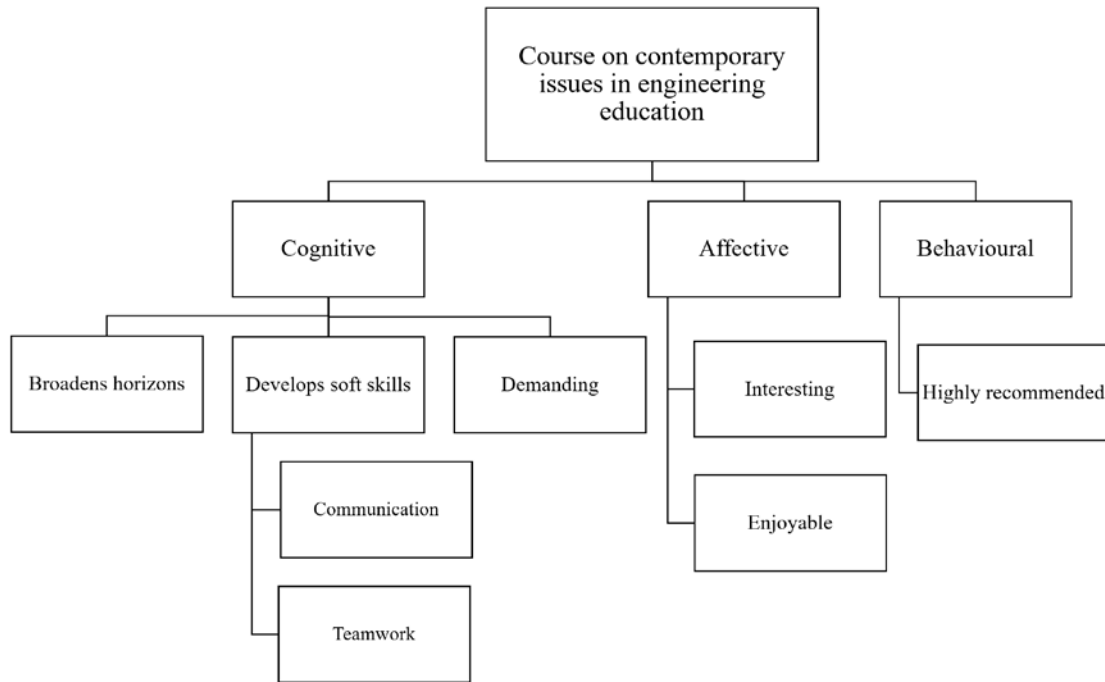 Course on contemporary
issues in engineering
education
Cognitive
Affective
Behavioural
Broadens horizons
Develops soft skills
Demanding
Interesting
Highly recommended
Communication
Enjoyable
Teamwork